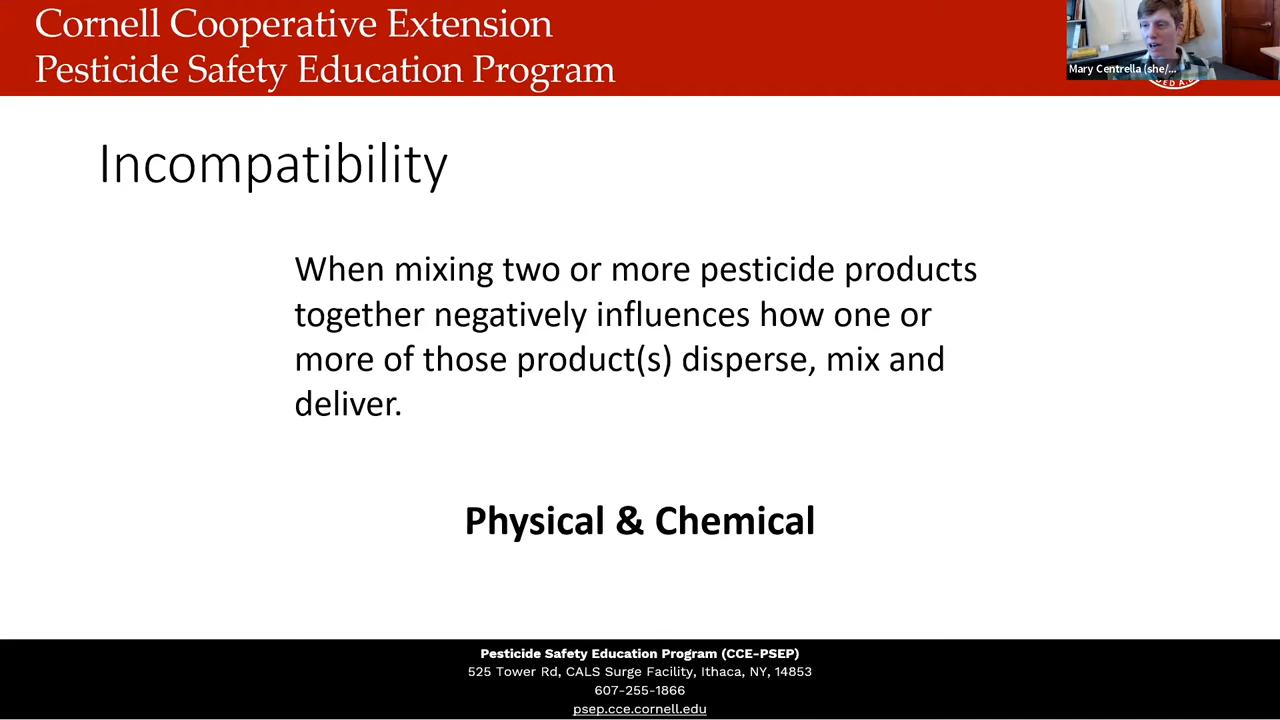 Cornell Cooperative Extension
Pesticide Safety Education Program
Mary Centrella (she/...
Incompatibility
When mixing two or more pesticide products
together negatively influences how one or
more of those product(s) disperse, mix and
deliver.
Physical & Chemical
Pesticide Safety Education Program (CCE-PSEP)
525 Tower Rd, CALS Surge Facility, Ithaca, NY, 14853
607-255-1866
psep.cce.cornell.edu